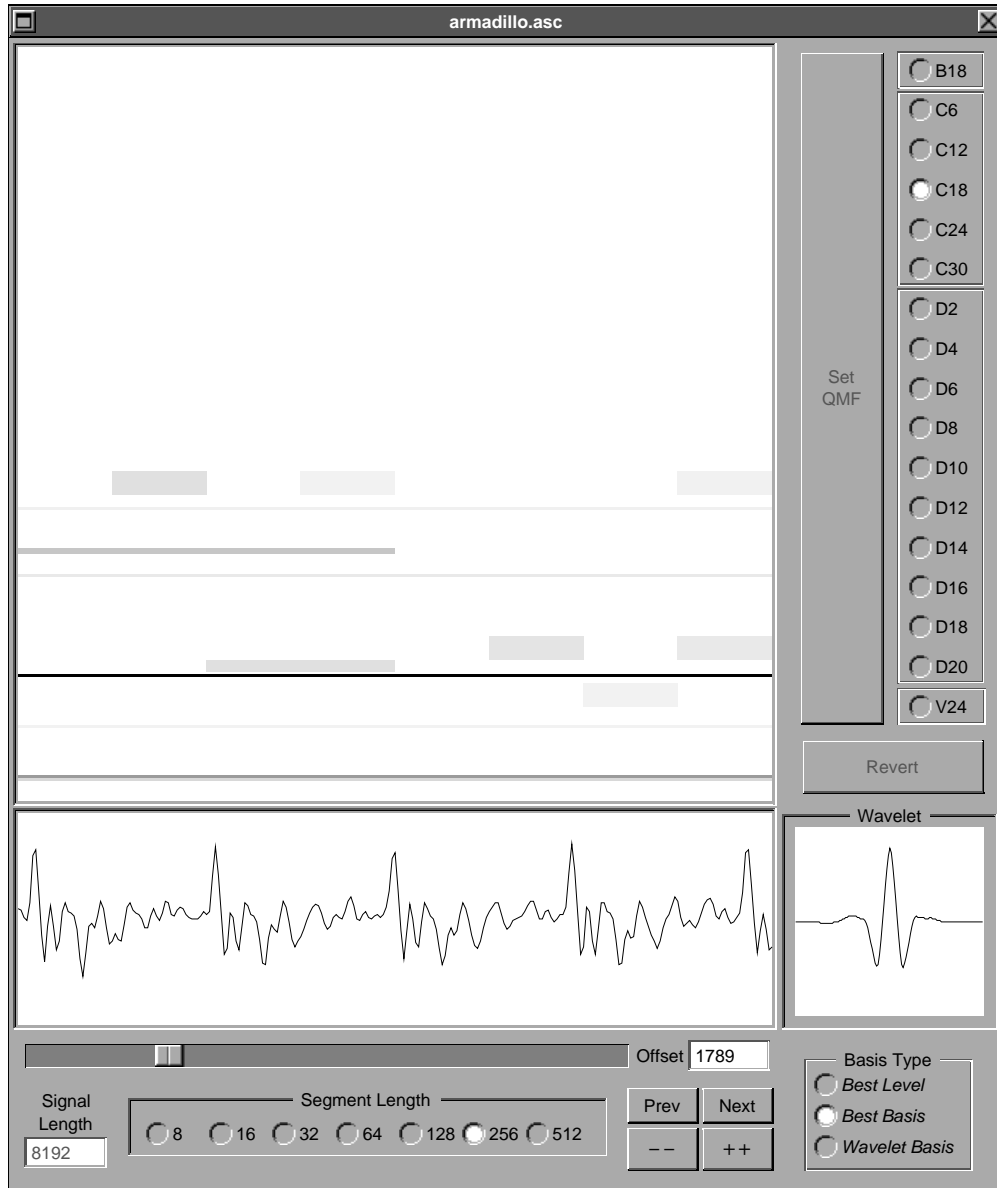 armadillo.asc
B18
C6
C12
C18
C24
C30
D2
D4
D6
D8
D10
D12
D14
D16
D18
D20
V24
Set
QMF
Revert
Wavelet
Offset 1789
Signal
Length
8192
Segment Length
8 16 32 64 128 256 512
Prev Next
-- ++
Basis Type
Best Level
Best Basis
Wavelet Basis